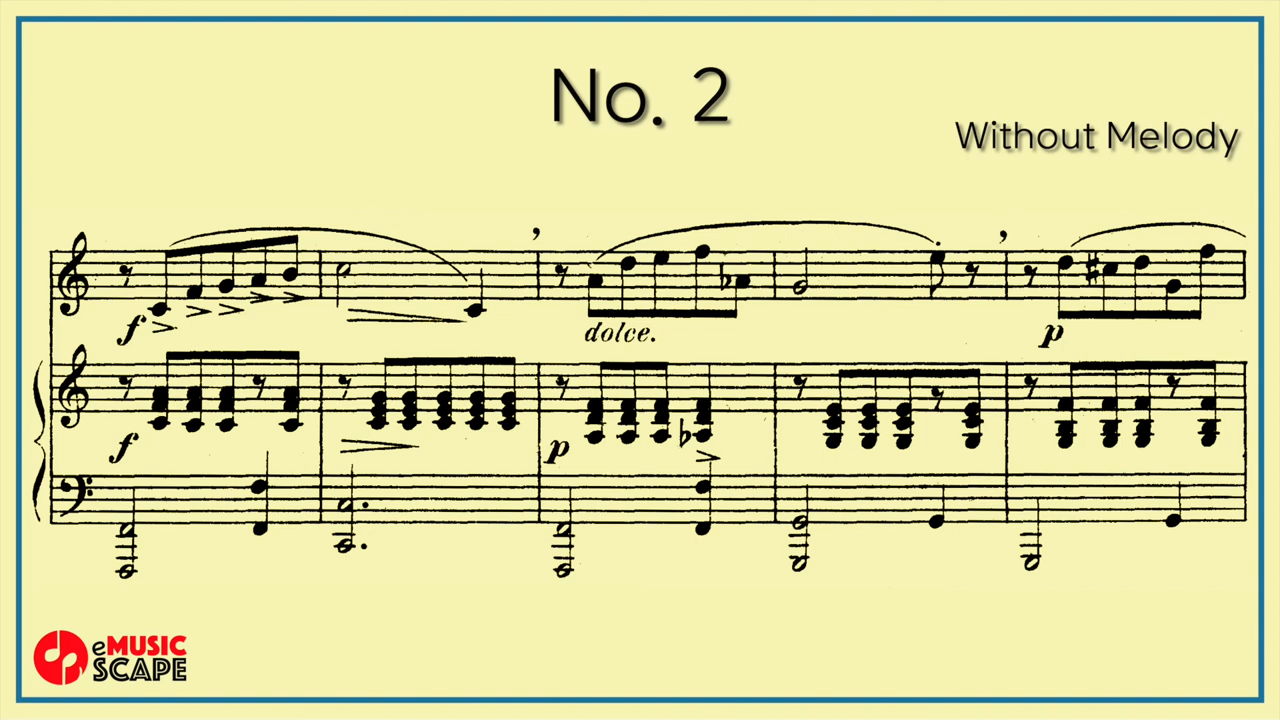 No. 2
Without Melody
f
dolce.
p
f
p
eMUSIC
SCAPE